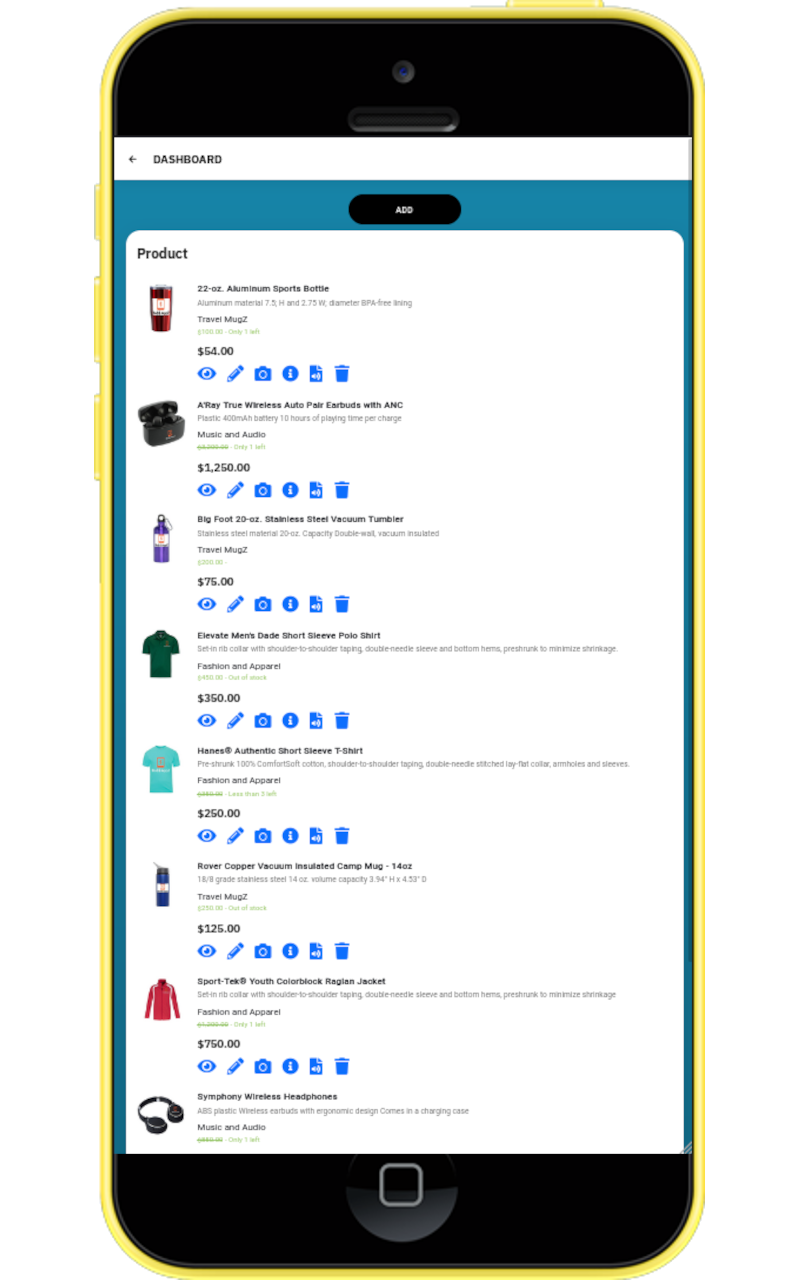 DASHBOARD
ADD
Product
22-oz. Aluminum Sports Bottle
Aluminum material 7.5; H and 2.75 W; diameter BPA-free lining
Travel MugZ
$100.00 - Only 1 left
$54.00
A'Ray True Wireless Auto Pair Earbuds with ANC
Plastic 400mAh battery 10 hours of playing time per charge
Music and Audio
- Only 1 left
$1,250.00
Big Foot 20-oz. Stainless Steel Vacuum Tumbler
Stainless steel material 20-oz. Capacity Double-wall, vacuum insulated
Travel MugZ
$200.00 -
$75.00
Elevate Men's Dade Short Sleeve Polo Shirt
Set-in rib collar with shoulder-to-shoulder taping, double-needle sleeve and bottom hems, preshrunk to minimize shrinkage.
Fashion and Apparel
$450.00 - Out of stock
$350.00
Hanes® Authentic Short Sleeve T-Shirt
Pre-shrunk 100% ComfortSoft cotton, shoulder-to-shoulder taping, double-needle stitched lay-flat collar, armholes and sleeves.
Fashion and Apparel
- Less than 5 left
$250.00
Rover Copper Vacuum Insulated Camp Mug - 14oz
18/8 grade stainless steel 14 oz. volume capacity 3.94" H x 4.53" D
Travel MugZ
$250.00 - Out of stock
$125.00
Sport-Tek® Youth Colorblock Raglan Jacket
Set-in rib collar with shoulder-to-shoulder taping, double-needle sleeve and bottom hems, preshrunk to minimize shrinkage
Fashion and Apparel
- Only 1 left
$750.00
Symphony Wireless Headphones
ABS plastic Wireless earbuds with ergonomic design Comes in a charging case
Music and Audio
- Only 1 left